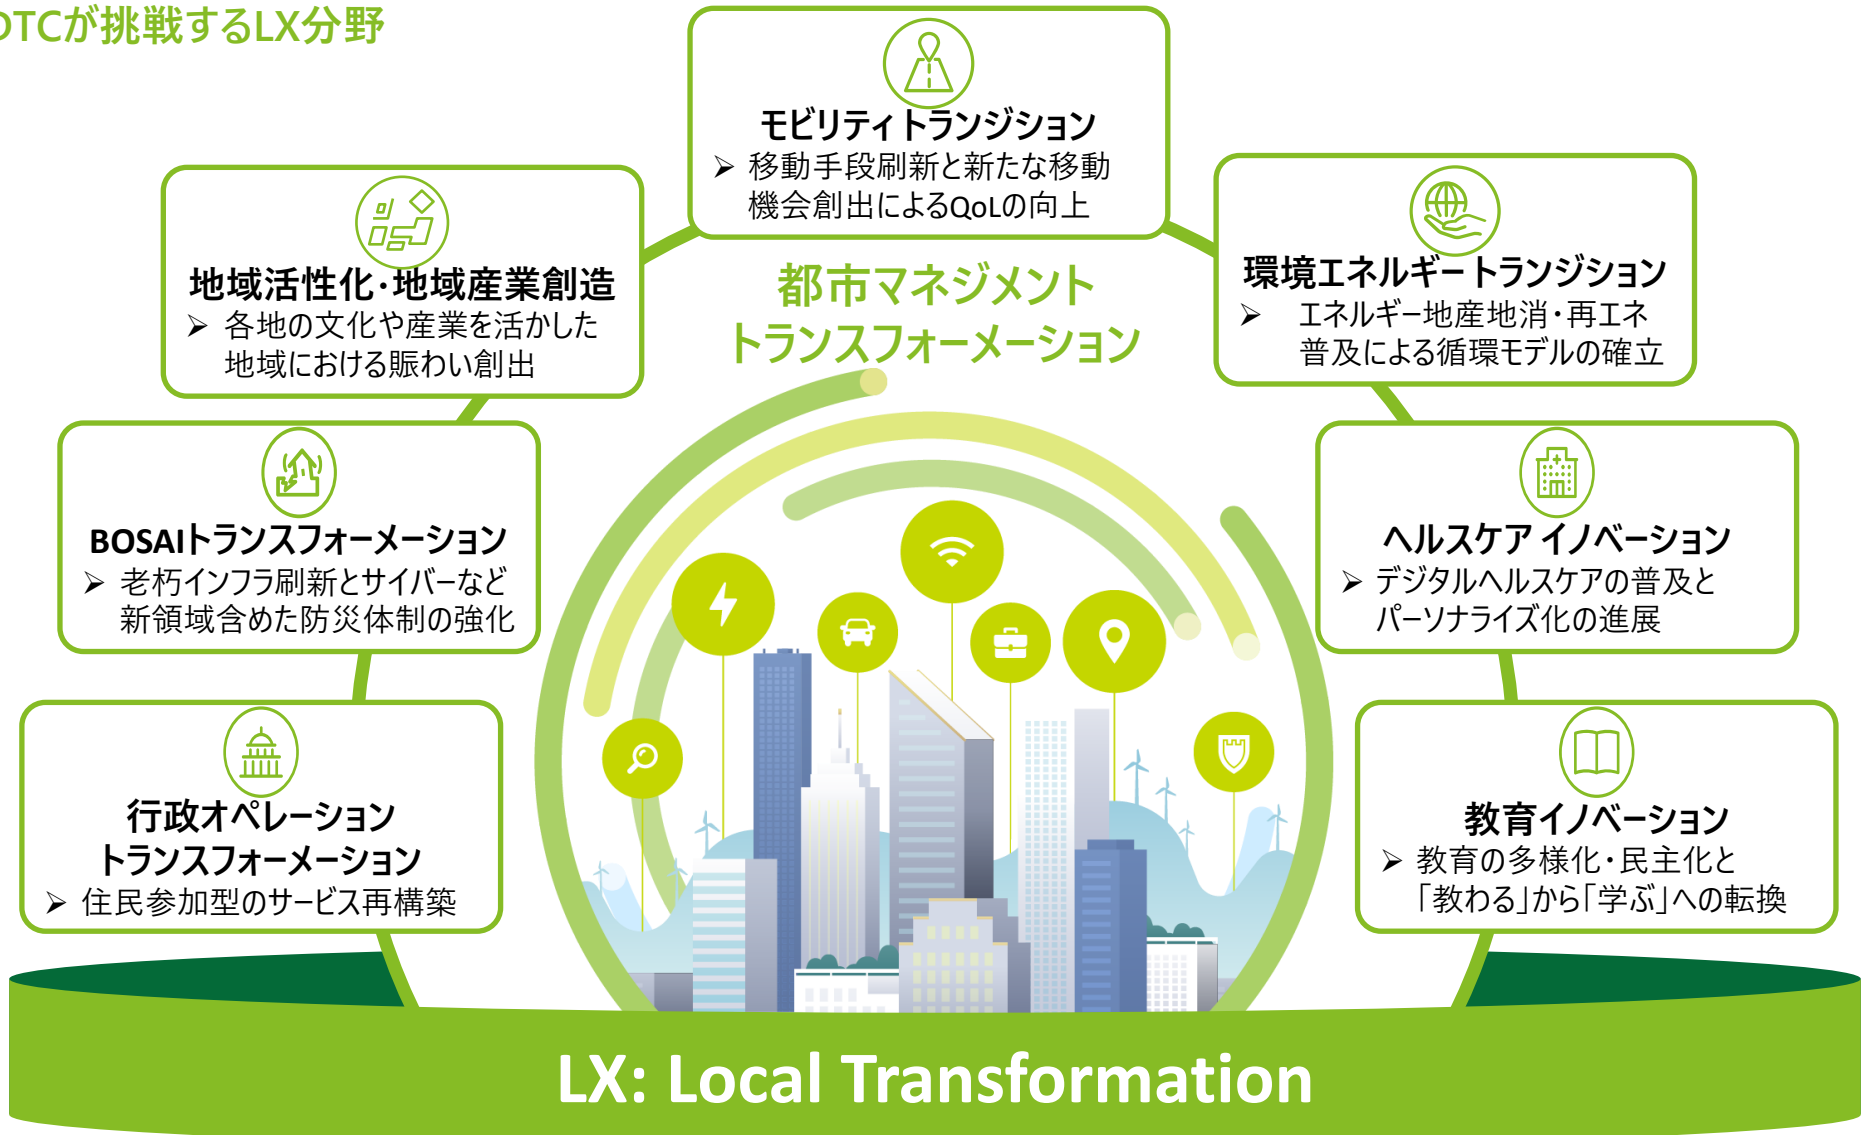 DTCが挑戦するLX分野
モビリティトランジション
➢ 移動手段刷新と新たな移動
機会創出によるQoLの向上
地域活性化・地域産業創造
➢ 各地の文化や産業を活かした
地域における賑わい創出
環境エネルギートランジション
➢ エネルギー地産地消・再エネ
普及による循環モデルの確立
都市マネジメント
トランスフォーメーション
BOSAIトランスフォーメーション
➢ 老朽インフラ刷新とサイバーなど
新領域含めた防災体制の強化
ヘルスケア イノベーション
➢ デジタルヘルスケアの普及と
パーソナライズ化の進展
行政オペレーション
トランスフォーメーション
➢ 住民参加型のサービス再構築
教育イノベーション
➢ 教育の多様化・民主化と
「教わる」から「学ぶ」への転換
LX: Local Transformation